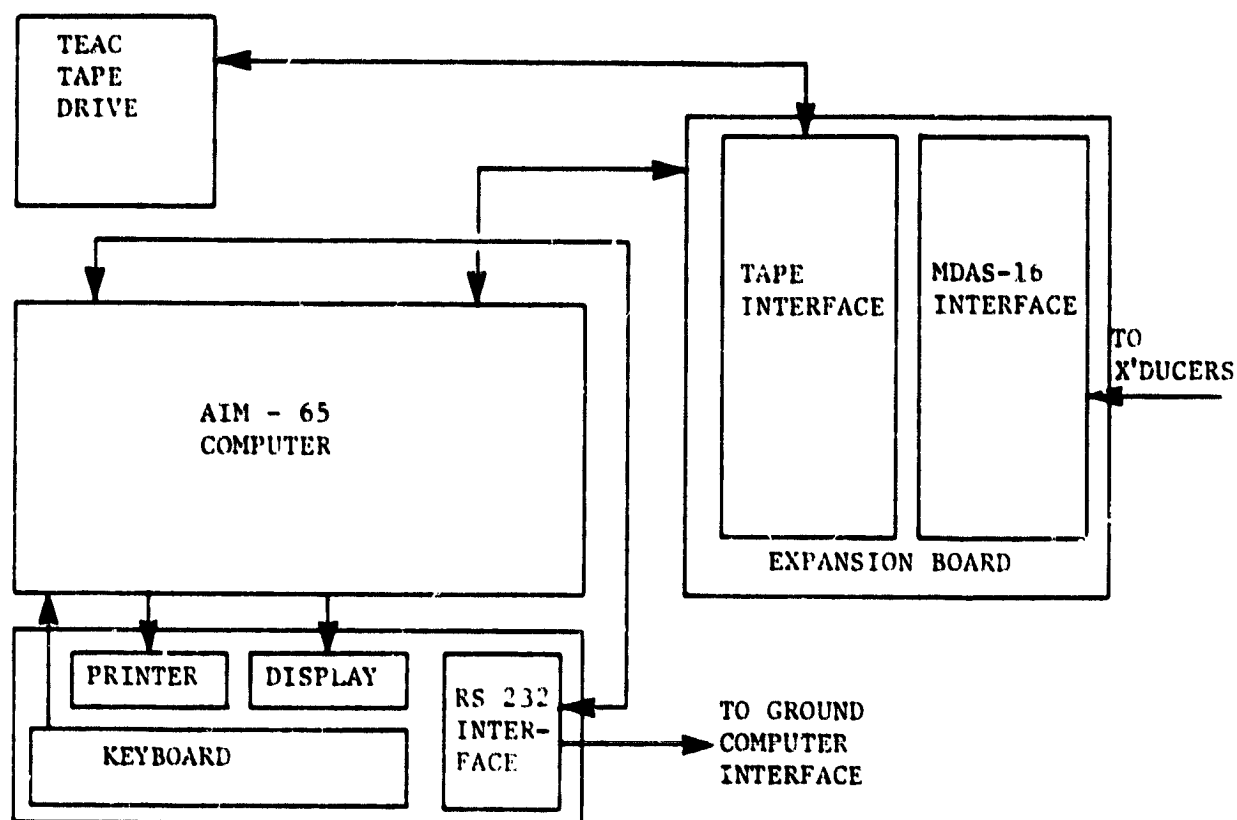 TEAC
TAPE
DRIVE
TAPE
INTERFACE
MDAS-16
INTERFACE
TO
X'DUCERS
EXPANSION BOARD
AIM - 65
COMPUTER
PRINTER
DISPLAY
KEYBOARD
RS 232
INTER-
FACE
TO GROUND
COMPUTER
INTERFACE